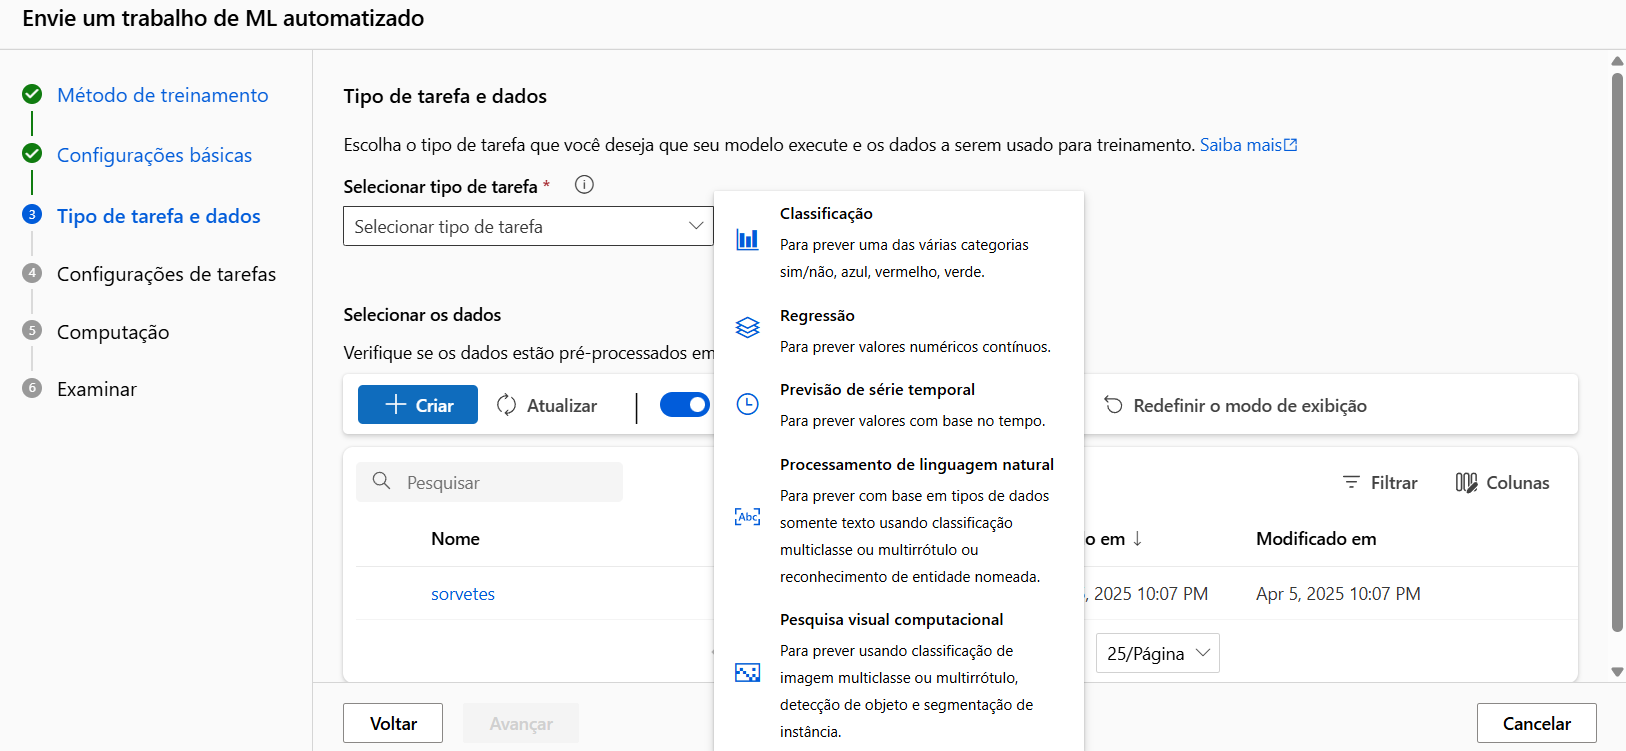 Envie um trabalho de ML automatizado
Método de treinamento
Configurações básicas
3 Tipo de tarefa e dados
4 Configurações de tarefas
5 Computação
6 Examinar
Tipo de tarefa e dados
Escolha o tipo de tarefa que você deseja que seu modelo execute e os dados a serem usado para treinamento. Saiba mais
Selecionar tipo de tarefa *
Selecionar tipo de tarefa
Classificação
Para prever uma das várias categorias
sim/não, azul, vermelho, verde.
Regressão
Para prever valores numéricos contínuos.
Previsão de série temporal
Para prever valores com base no tempo.
Processamento de linguagem natural
Para prever com base em tipos de dados
somente texto usando classificação
multiclasse ou multirrótulo ou
reconhecimento de entidade nomeada.
Abc
Pesquisa visual computacional
Para prever usando classificação de
imagem multiclasse ou multirrótulo,
detecção de objeto e segmentação de
instância.
Selecionar os dados
Verifique se os dados estão pré-processados em
Criar
Atualizar
Redefinir o modo de exibição
Pesquisar
Filtrar
Colunas
Nome
o em ↓
Modificado em
sorvetes
, 2025 10:07 PM
Apr 5, 2025 10:07 PM
25/Página
Voltar
Avançar
Cancelar